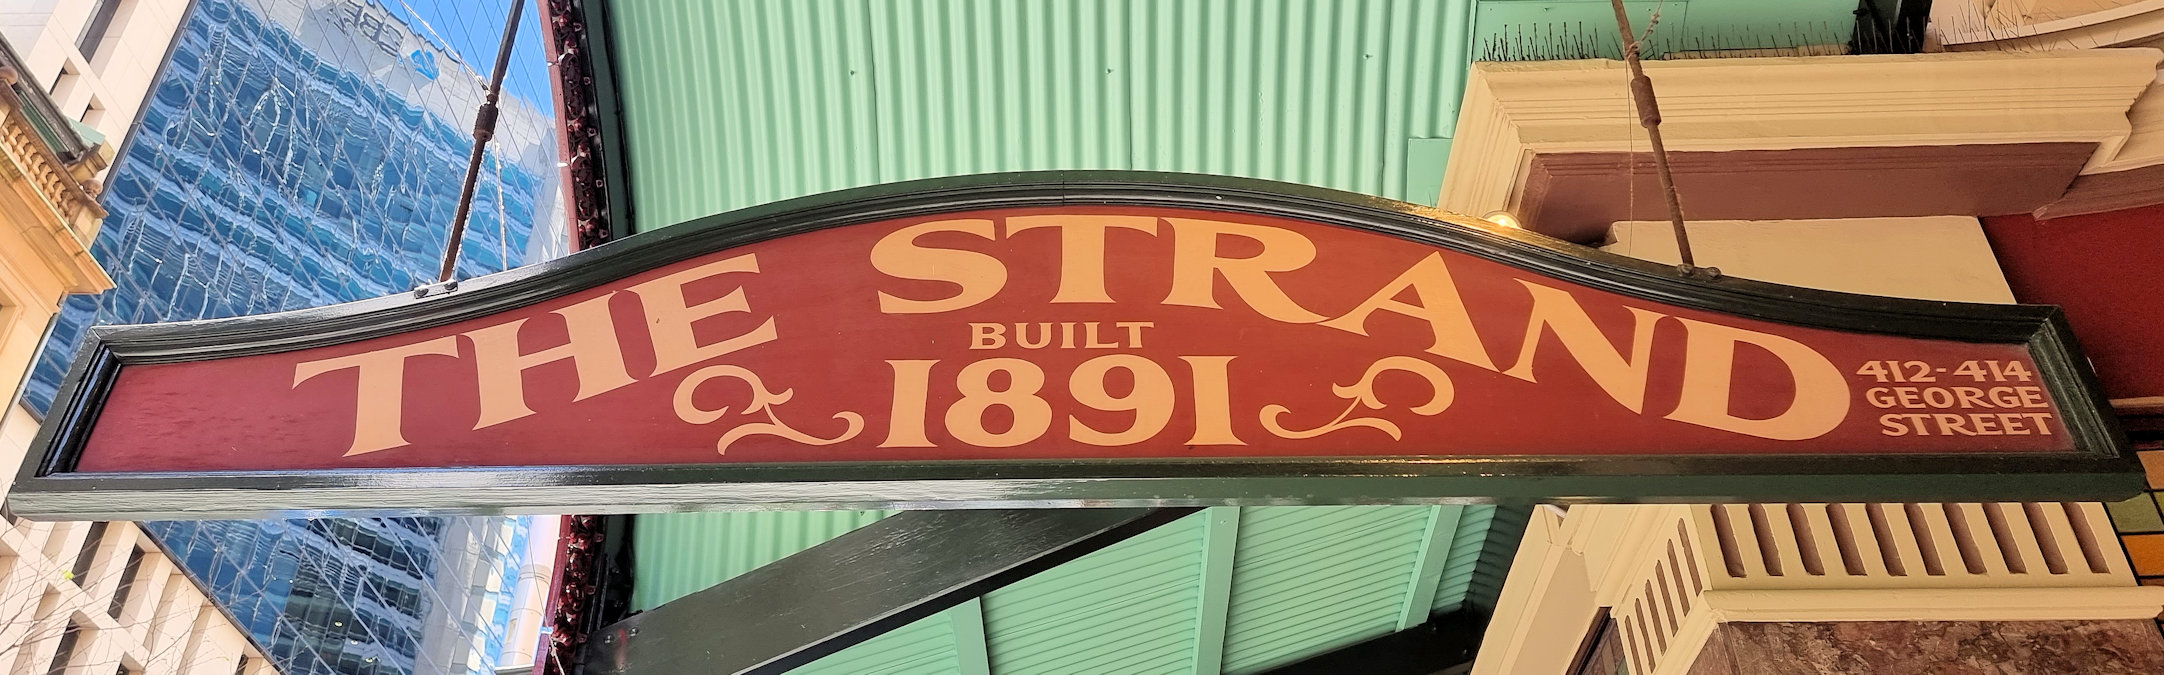 THE STRAND
BUILT
1891
412-414
GEORGE
STREET